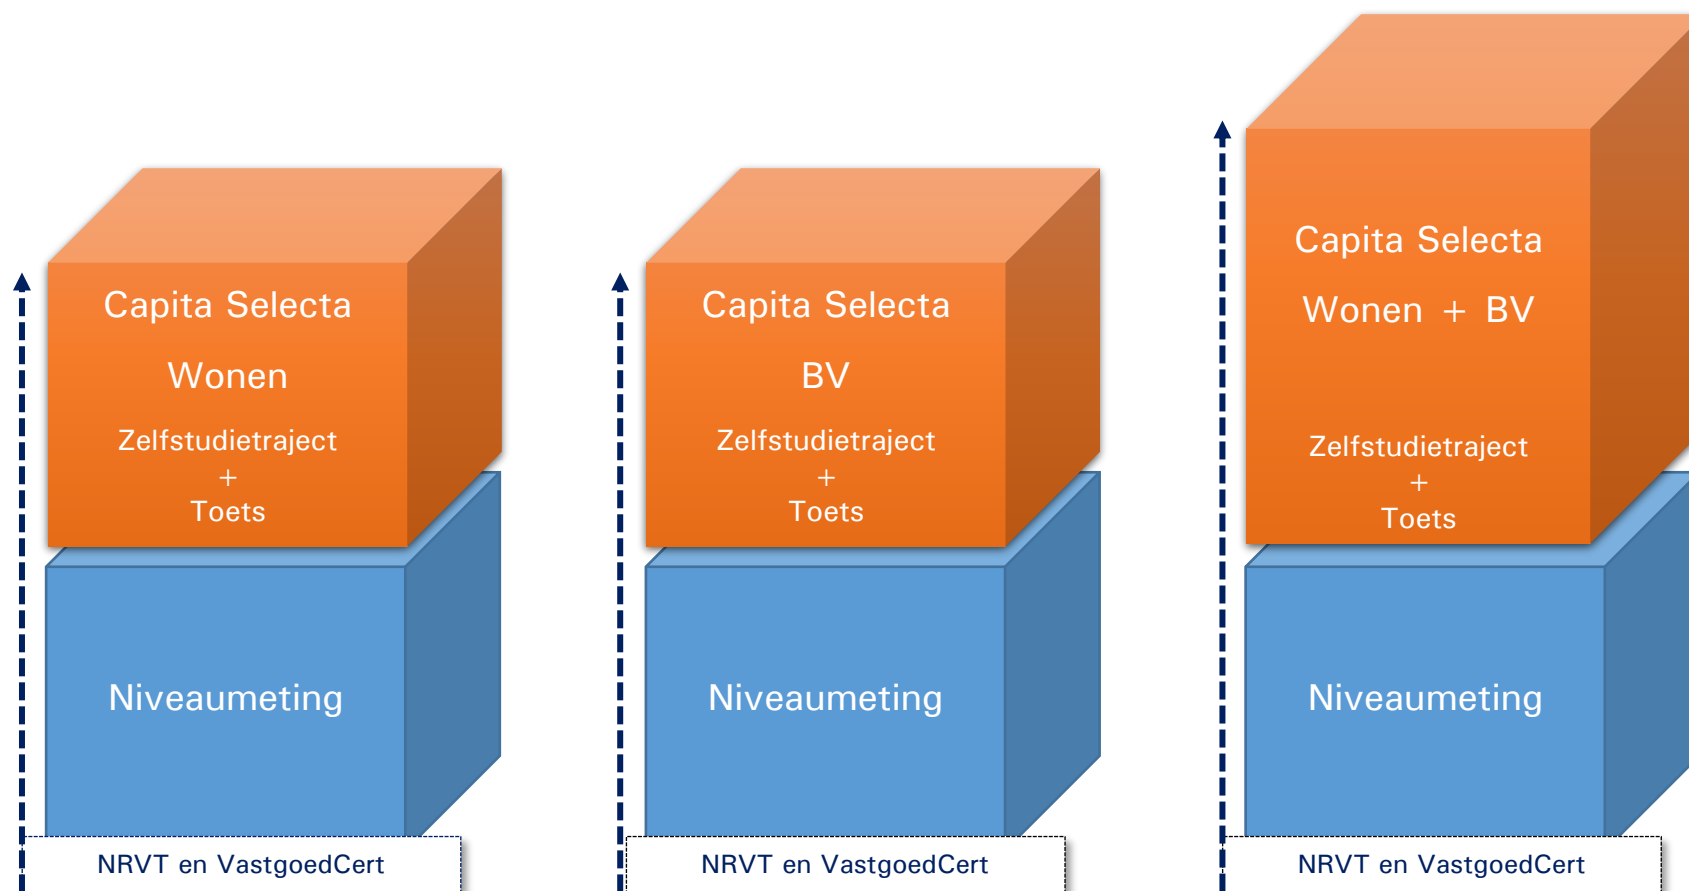 Capita Selecta
Wonen
Zelfstudietraject
+
Toets
Niveaumeting
NRVT en VastgoedCert
Capita Selecta
BV
Zelfstudietraject
+
Toets
Niveaumeting
NRVT en VastgoedCert
Capita Selecta
Wonen + BV
Zelfstudietraject
+
Toets
Niveaumeting
NRVT en VastgoedCert